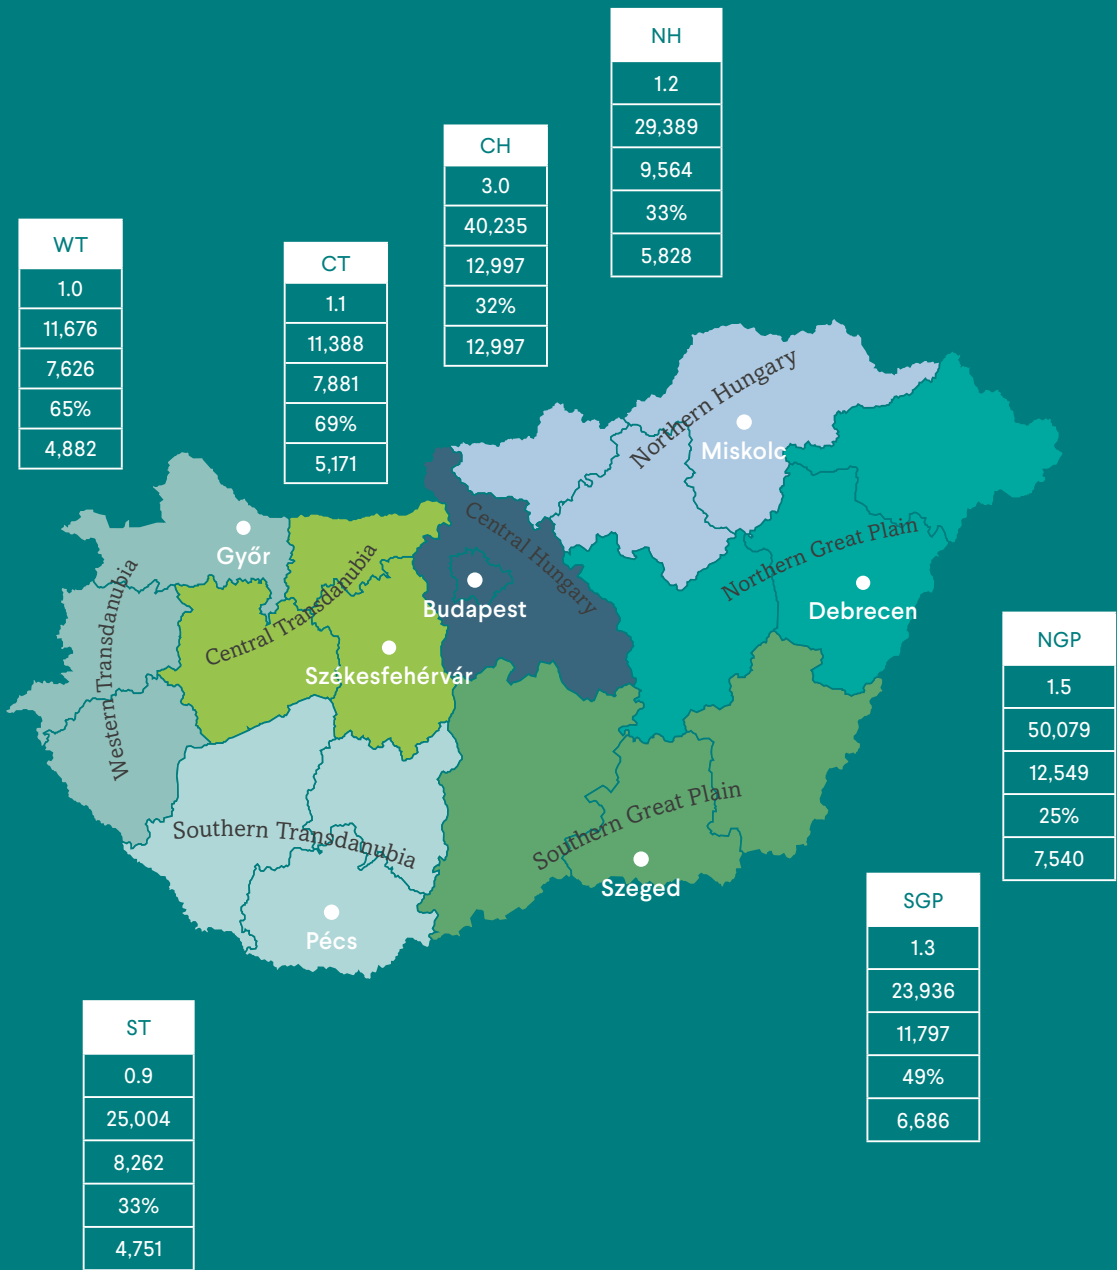 NH
1.2
29,389
9,564
33%
5,828
CH
3.0
40,235
12,997
32%
12,997
WT
1.0
11,676
7,626
65%
4,882
CT
1.1
11,388
7,881
69%
5,171
Northern Hungary
Miskolc
Central Hungary
Northern Great Plain
Győr
Budapest
Debrecen
Central Transdanubia
Western Transdanubia
Székesfehérvár
Southern Great Plain
Southern Transdanubia
Szeged
Pécs
NGP
1.5
50,079
12,549
25%
7,540
SGP
1.3
23,936
11,797
49%
6,686
ST
0.9
25,004
8,262
33%
4,751